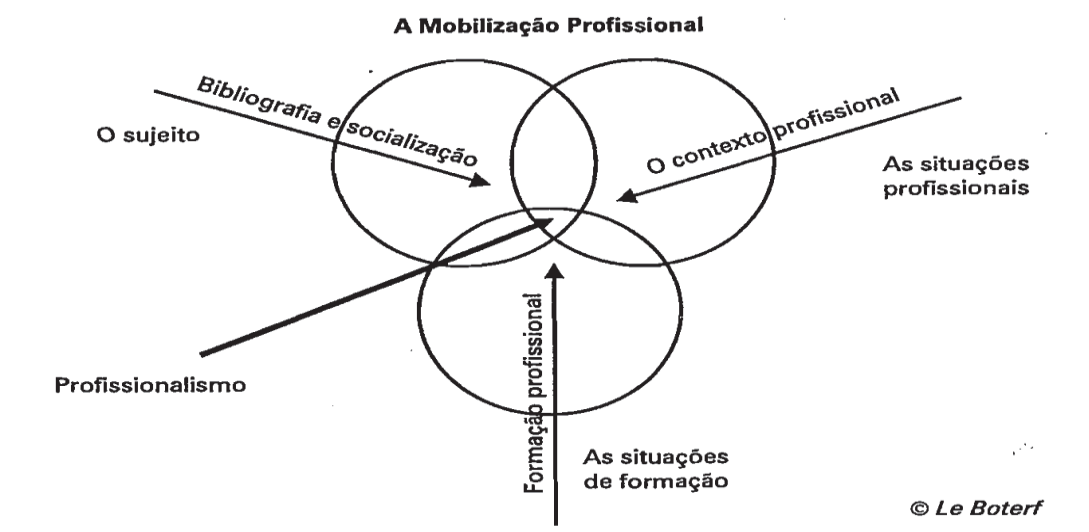 A Mobilização Profissional
Bibliografia e socialização
O sujeito
O contexto profissional
As situações
profissionais
Profissionalismo
Formação profissional
As situações
de formação
© Le Boterf